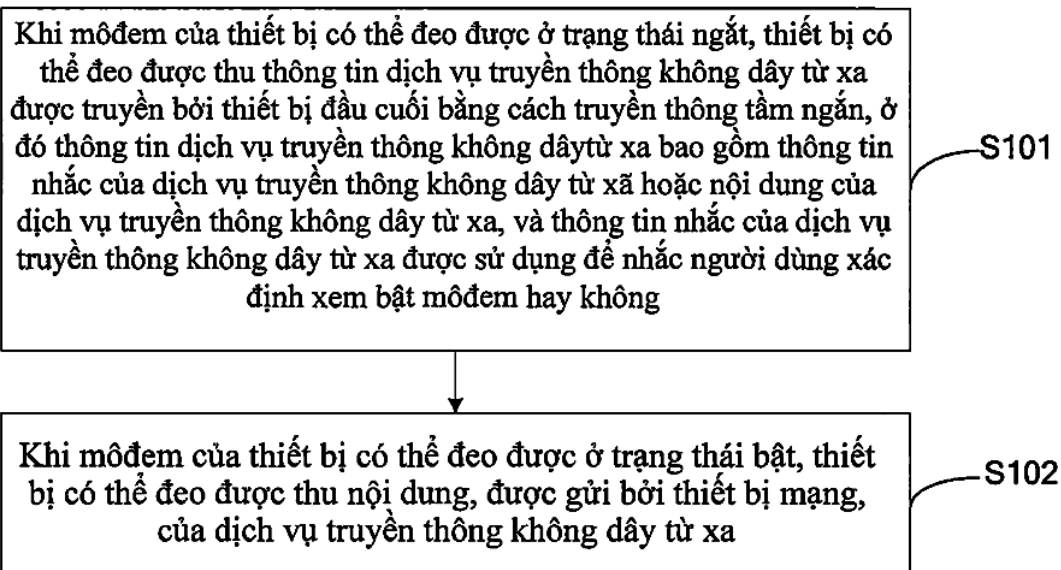 Khi môđem của thiết bị có thể đeo được ở trạng thái ngắt, thiết bị có
thể đeo được thu thông tin dịch vụ truyền thông không dây từ xa
được truyền bởi thiết bị đầu cuối bằng cách truyền thông tầm ngắn, ở
đó thông tin dịch vụ truyền thông không dâytừ xa bao gồm thông tin
nhắc của dịch vụ truyền thông không dây từ xã hoặc nội dung của
dịch vụ truyền thông không dây từ xa, và thông tin nhắc của dịch vụ
truyền thông không dây từ xa được sử dụng để nhắc người dùng xác
định xem bật môđem hay không
S101
Khi môđem của thiết bị có thể đeo được ở trạng thái bật, thiết
bị có thể đeo được thu nội dung, được gửi bởi thiết bị mạng,
của dịch vụ truyền thông không dây từ xa
S102